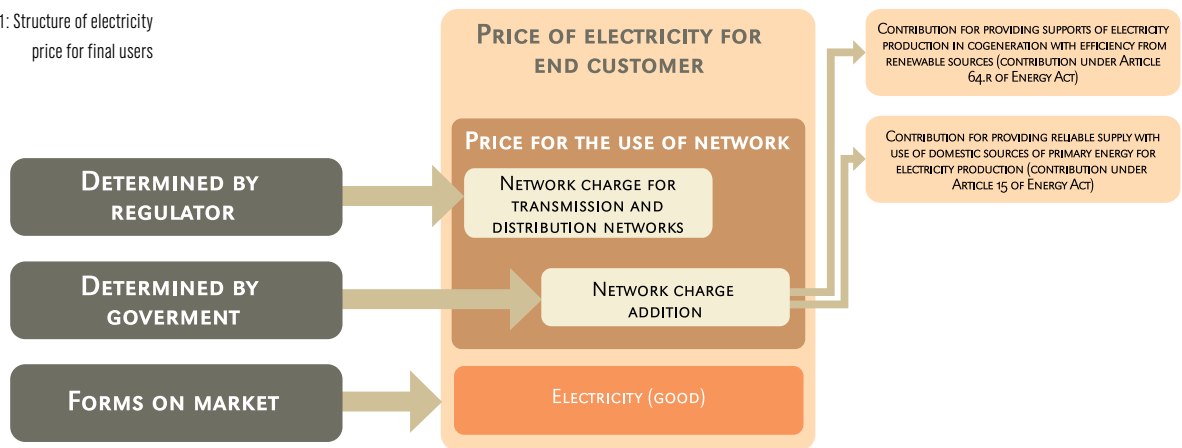 1: Structure of electricity
price for final users
PRICE OF ELECTRICITY FOR
END CUSTOMER
PRICE FOR THE USE OF NETWORK
DETERMINED BY
REGULATOR
NETWORK CHARGE FOR
TRANSMISSION AND
DISTRIBUTION NETWORKS
DETERMINED BY
GOVERMENT
NETWORK CHARGE
ADDITION
FORMS ON MARKET
ELECTRICITY (GOOD)
CONTRIBUTION FOR PROVIDING SUPPORTS OF ELECTRICITY
PRODUCTION IN COGENERATION WITH EFFICIENCY FROM
RENEWABLE SOURCES (CONTRIBUTION UNDER ARTICLE
64.R OF ENERGY ACT)
CONTRIBUTION FOR PROVIDING RELIABLE SUPPLY WITH
USE OF DOMESTIC SOURCES OF PRIMARY ENERGY FOR
ELECTRICITY PRODUCTION (CONTRIBUTION UNDER
ARTICLE 15 OF ENERGY ACT)